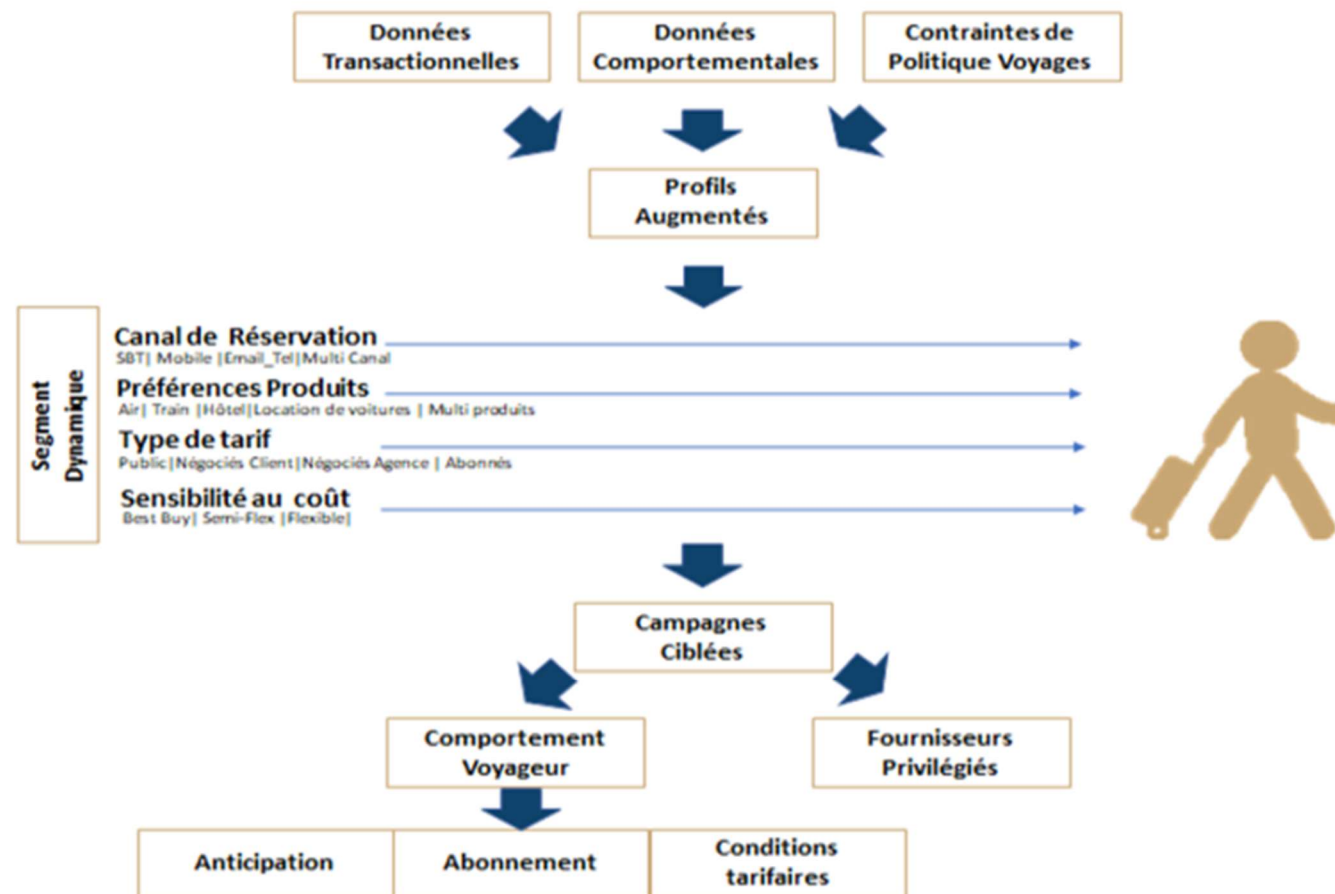 Données
Transactionnelles
Données
Comportementales
Contraintes de
Politique Voyages
Profils
Augmentés
Segment
Dynamique
Canal de Réservation
SBT| Mobile |Email_Tel|Multi Canal
Préférences Produits
Air| Train |Hôtel|Location de voitures | Multi produits
Type de tarif
Public|Négociés Client|Négociés Agence | Abonnés
Sensibilité au coût
Best Buy| Semi-Flex |Flexible|
Campagnes
Ciblées
Comportement
Voyageur
Fournisseurs
Privilégiés
Anticipation
Abonnement
Conditions
tarifaires